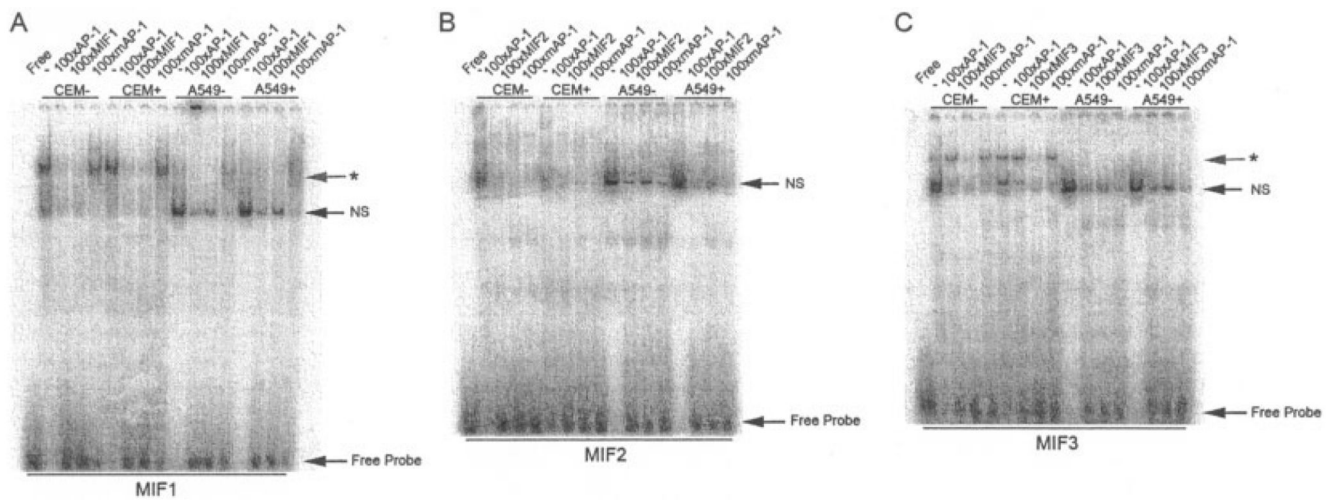 A
Free
-
100xAP-1
100xMIF1
100xmAP-1
-
100xAP-1
100xMIF1
100xmAP-1
-
100xAP-1
100xMIF1
100xmAP-1
-
100xAP-1
100xMIF1
100xmAP-1
CEM- CEM+ A549- A549+
*
NS
Free Probe
MIF1
B
Free
-
100xAP-1
100xMIF2
100xmAP-1
-
100xAP-1
100xMIF2
100xmAP-1
-
100xAP-1
100xMIF2
100xmAP-1
-
100xAP-1
100xMIF2
100xmAP-1
CEM- CEM+ A549- A549+
NS
Free Probe
MIF2
C
Free
-
100xAP-1
100xMIF3
100xmAP-1
-
100xAP-1
100xMIF3
100xmAP-1
-
100xAP-1
100xMIF3
100xmAP-1
-
100xAP-1
100xMIF3
100xmAP-1
CEM- CEM+ A549- A549+
*
NS
Free Probe
MIF3